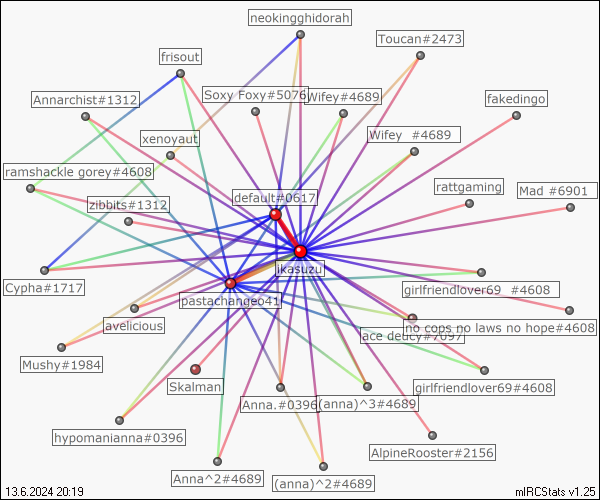 neokingghidorah
Toucan#2473
frisout
Annarchist#1312
Soxy Foxy#5076
Wifey#4689
fakedingo
xenoyaut
Wifey #4689
ramshackle gorey#4608
default#0617
rattgaming
Mad #6901
zibbits#1312
ikasuzu
Cypha#1717
pastachangeo41
girlfriendlover69 #4608
avelicious
no cops no laws no hope#4608
ace deucy#7097
Mushy#1984
Skalman
girlfriendlover69#4608
Anna.#0396
(anna)^3#4689
hypomanianna#0396
AlpineRooster#2156
Anna^2#4689
(anna)^2#4689
13.6.2024 20:19
mIRCStats v1.25